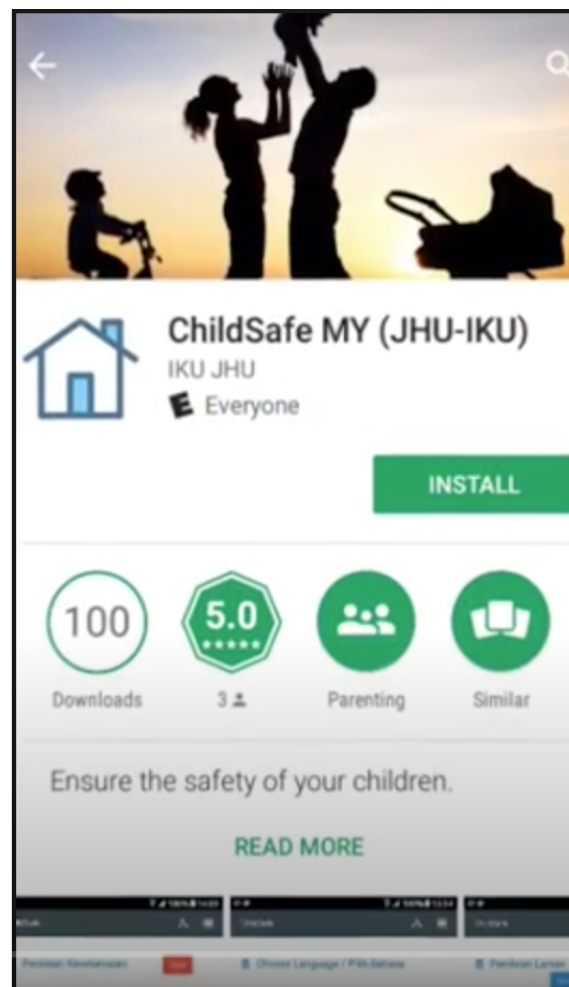 ChildSafe MY (JHU-IKU)
IKU JHU
E Everyone
INSTALL
100
5.0
Downloads
3
Parenting
Similar
Ensure the safety of your children.
READ MORE
Choose Language / Pilih Bahasa